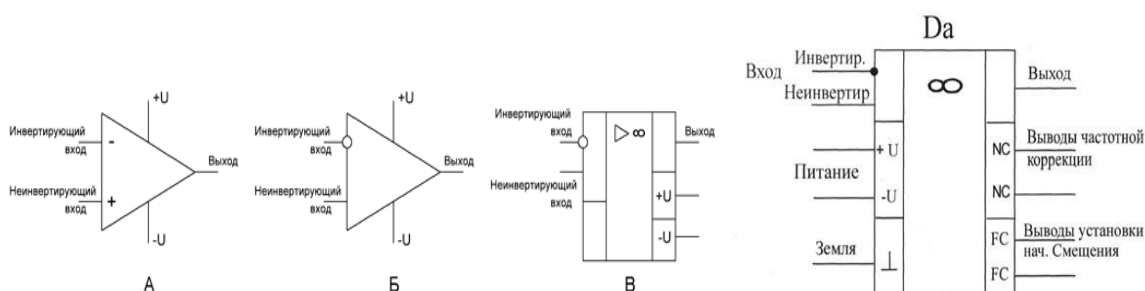 +U
Инвертирующий
вход
-
Выход
Неинвертирующий
вход
+
-U
А
+U
Инвертирующий
вход
Выход
Неинвертирующий
вход
-U
Б
Инвертирующий
вход
▷ ∞
Выход
Неинвертирующий
вход
+U
-U
В
Da
Вход
Инвертир.
Неинвертир
∞
Выход
+ U
Питание
-U
NC
Выводы частотной
коррекции
NC
Земля
⊥
FC
Выводы установки
нач. Смещения
FC